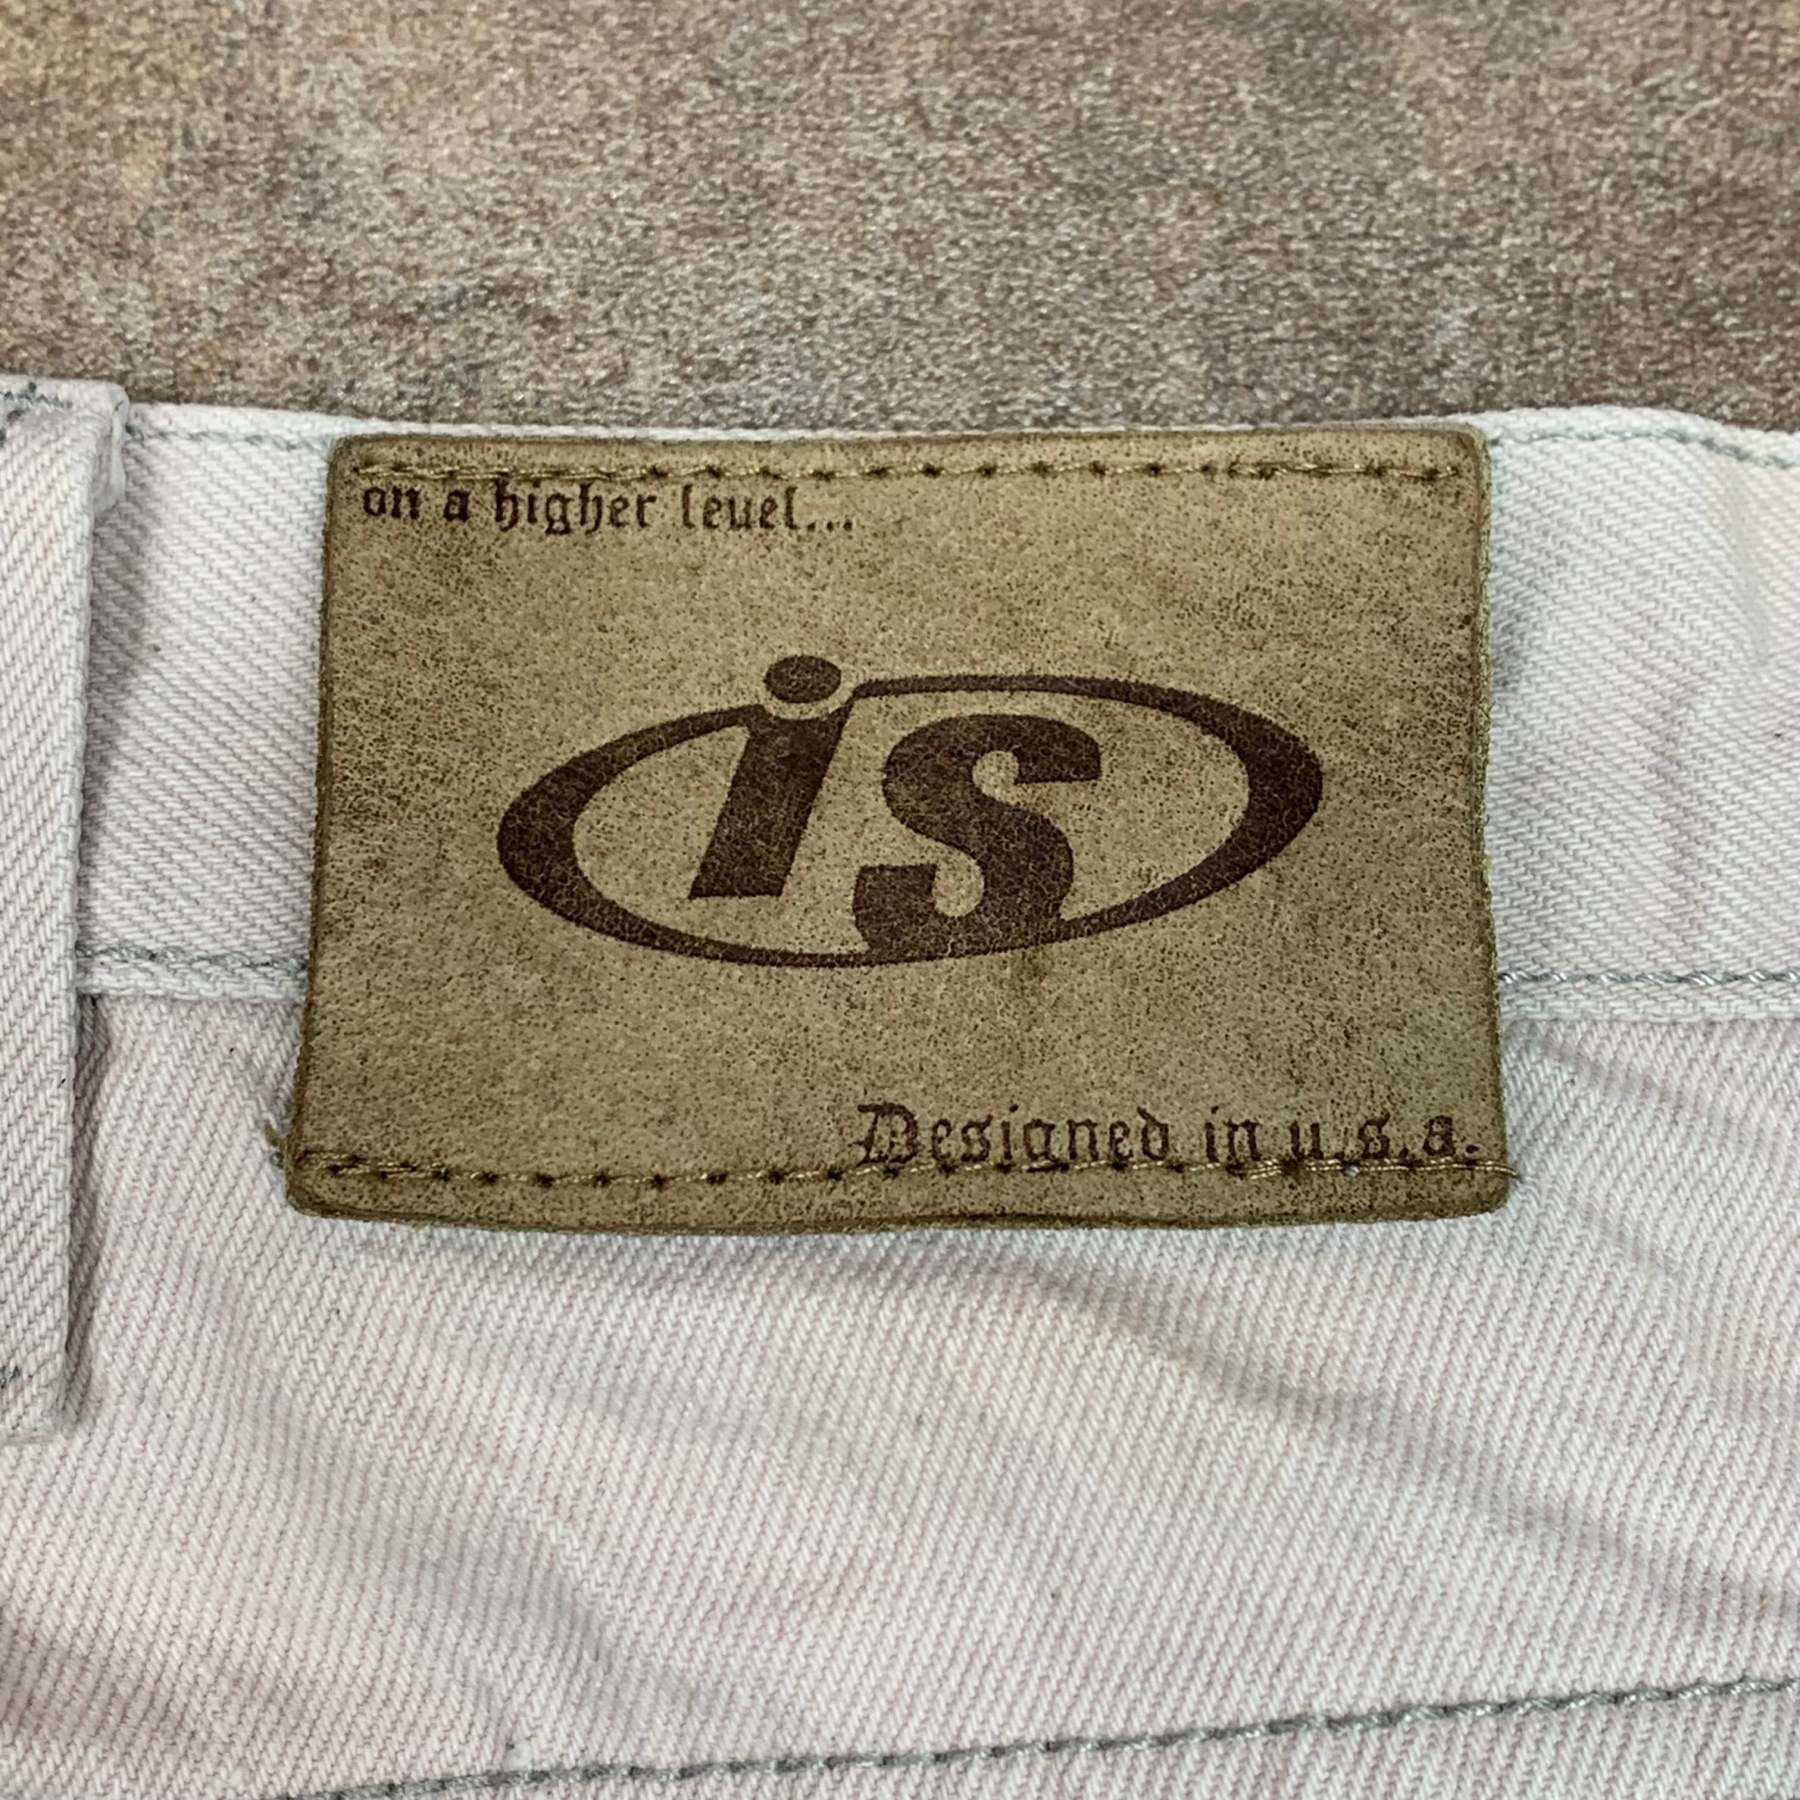 on a higher level...
is
Designed in u.s.a.